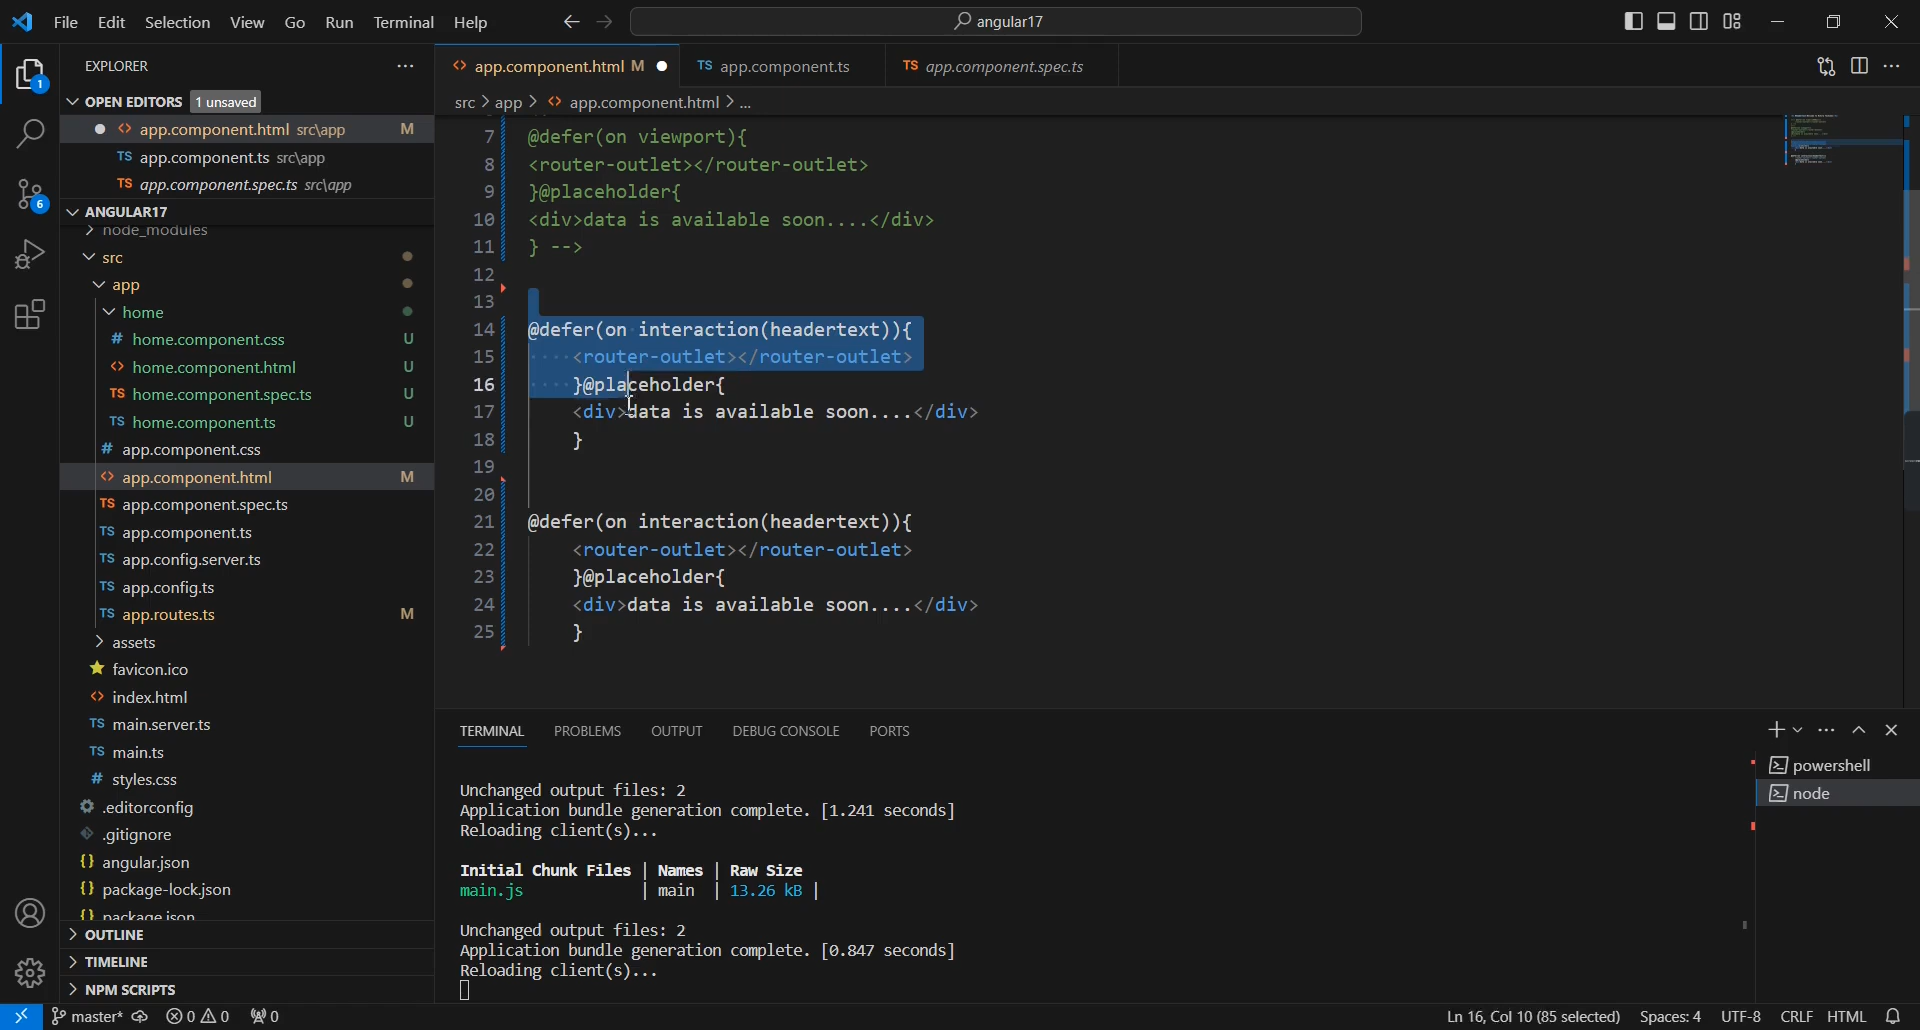 File Edit Selection View Go Run Terminal Help
angular17
EXPLORER
OPEN EDITORS 1 unsaved
app.component.html src\app M
TS app.component.ts src\app
TS app.component.spec.ts src\app
ANGULAR17
node_modules
src
app
home
# home.component.css U
home.component.html U
TS home.component.spec.ts U
TS home.component.ts U
# app.component.css
app.component.html M
TS app.component.spec.ts
TS app.component.ts
TS app.config.server.ts
TS app.config.ts
TS app.routes.ts M
assets
favicon.ico
index.html
TS main.server.ts
TS main.ts
# styles.css
.editorconfig
.gitignore
{} angular.json
{} package-lock.json
{} package.json
OUTLINE
TIMELINE
NPM SCRIPTS
1
6
app.component.html M
TS app.component.ts
TS app.component.spec.ts
src > app > app.component.html > ...
7 @defer(on viewport){
8 <router-outlet></router-outlet>
9 }@placeholder{
10 <div>data is available soon....</div>
11 } -->
12
13
14 @defer(on interaction(headertext)){
15 <router-outlet></router-outlet>
16 }@placeholder{
17 <div>data is available soon....</div>
18 }
19
20
21 @defer(on interaction(headertext)){
22 <router-outlet></router-outlet>
23 }@placeholder{
24 <div>data is available soon....</div>
25 }
TERMINAL PROBLEMS OUTPUT DEBUG CONSOLE PORTS
Unchanged output files: 2
Application bundle generation complete. [1.241 seconds]
Reloading client(s)...
Initial Chunk Files | Names | Raw Size
main.js | main | 13.26 kB |
Unchanged output files: 2
Application bundle generation complete. [0.847 seconds]
Reloading client(s)...
powershell
node
master* 0 0 0
Ln 16, Col 10 (85 selected) Spaces: 4 UTF-8 CRLF HTML